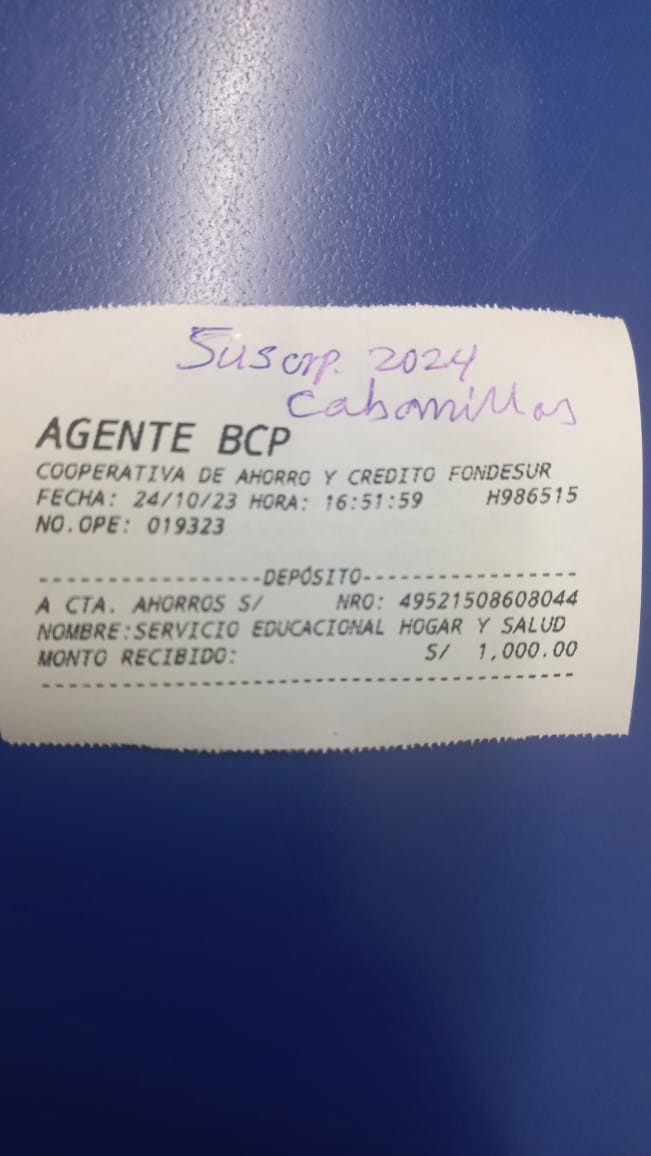 Suscrp. 2024
Cabanillas
AGENTE BCP
COOPERATIVA DE AHORRO Y CREDITO FONDESUR
FECHA: 24/10/23 HORA: 16:51:59 H986515
NO.OPE: 019323
------------------DEPÓSITO-----------------
A CTA. AHORROS S/ NRO: 49521508608044
NOMBRE:SERVICIO EDUCACIONAL HOGAR Y SALUD
MONTO RECIBIDO: S/ 1,000.00
-------------------------------------------